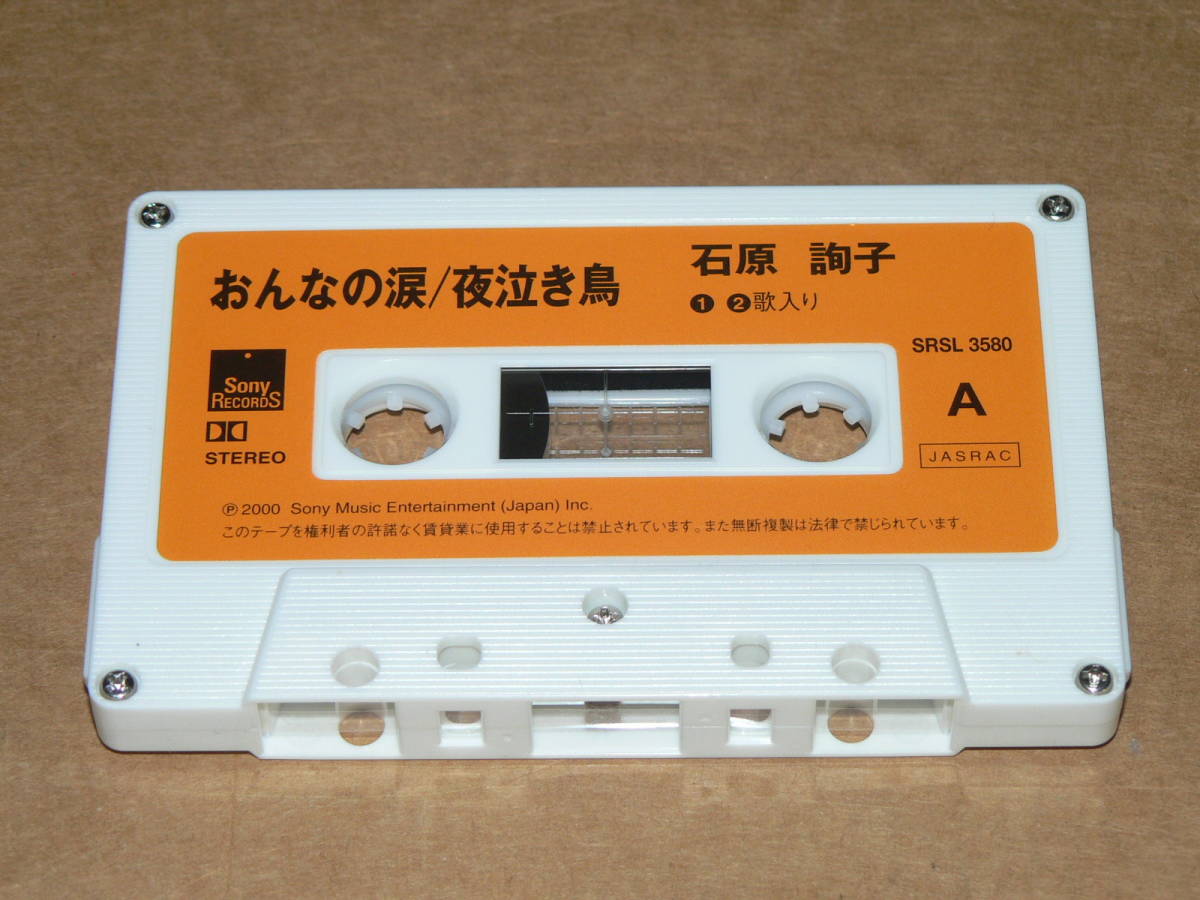 おんなの涙/夜泣き鳥
石原 詢子
❶ ❷歌入り
SRSL 3580
A
JASRAC
Sony
RECORDS
STEREO
Ⓟ2000 Sony Music Entertainment (Japan) Inc.
このテープを権利者の許諾なく賃貸業に使用することは禁止されています。また無断複製は法律で禁じられています。